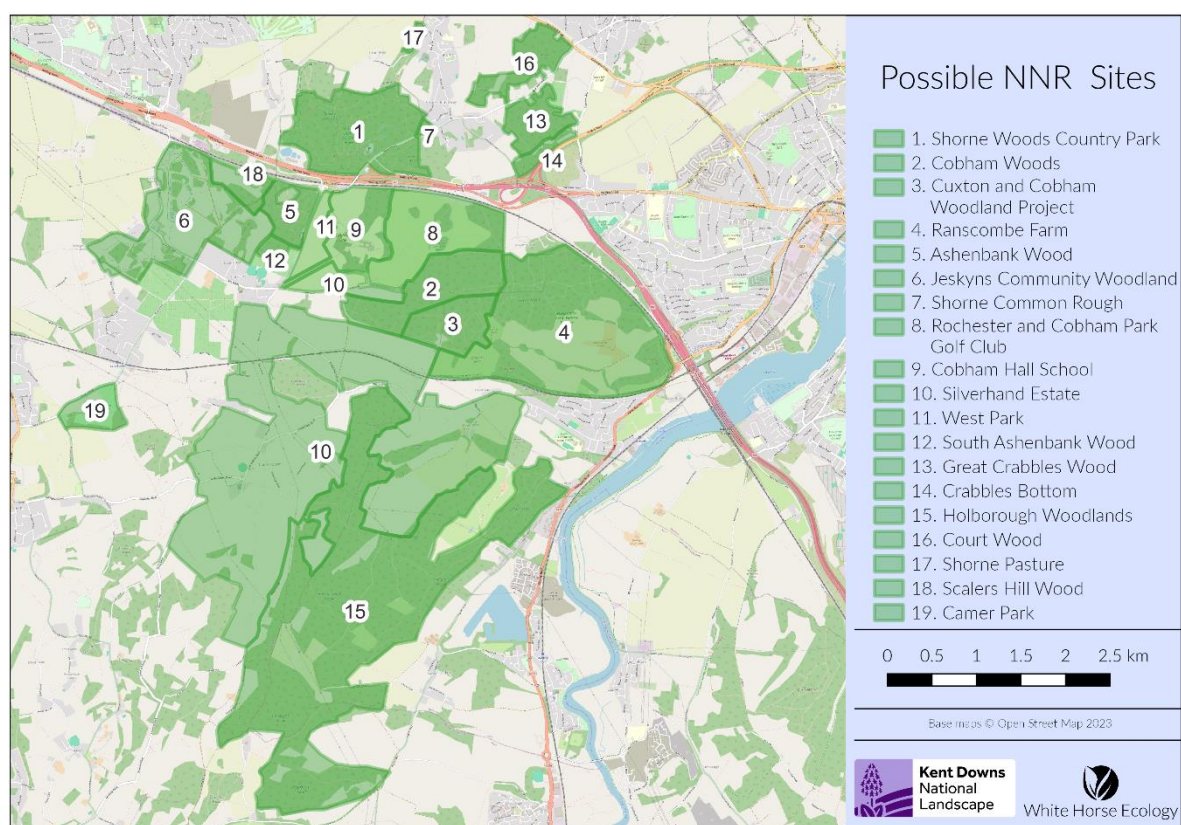 17
16
1
7
13
14
18
6
5
11
9
8
12
10
2
3
4
19
10
15
Possible NNR Sites
1. Shorne Woods Country Park
2. Cobham Woods
3. Cuxton and Cobham
Woodland Project
4. Ranscombe Farm
5. Ashenbank Wood
6. Jeskyns Community Woodland
7. Shorne Common Rough
8. Rochester and Cobham Park
Golf Club
9. Cobham Hall School
10. Silverhand Estate
11. West Park
12. South Ashenbank Wood
13. Great Crabbles Wood
14. Crabbles Bottom
15. Holborough Woodlands
16. Court Wood
17. Shorne Pasture
18. Scalers Hill Wood
19. Camer Park
0 0.5 1 1.5 2 2.5 km
Base maps © Open Street Map 2023
Kent Downs
National
Landscape
White Horse Ecology